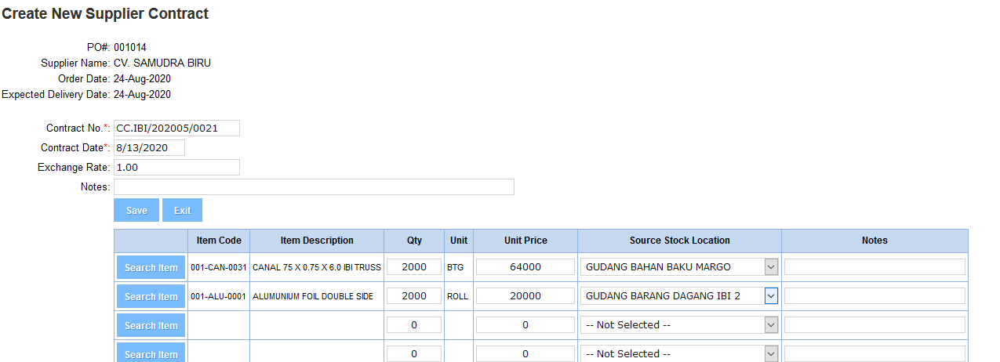 Create New Supplier Contract
PO#: 001014
Supplier Name: CV. SAMUDRA BIRU
Order Date: 24-Aug-2020
Expected Delivery Date: 24-Aug-2020
Contract No.*: CC.IBI/202005/0021
Contract Date*: 8/13/2020
Exchange Rate: 1.00
Notes:
Save Exit
Item Code Item Description Qty Unit Unit Price Source Stock Location Notes
Search Item 001-CAN-0031 CANAL 75 X 0.75 X 6.0 IBI TRUSS 2000 BTG 64000 GUDANG BAHAN BAKU MARGO
Search Item 001-ALU-0001 ALUMUNIUM FOIL DOUBLE SIDE 2000 ROLL 20000 GUDANG BARANG DAGANG IBI 2
Search Item 0 0 -- Not Selected --
Search Item 0 0 -- Not Selected --